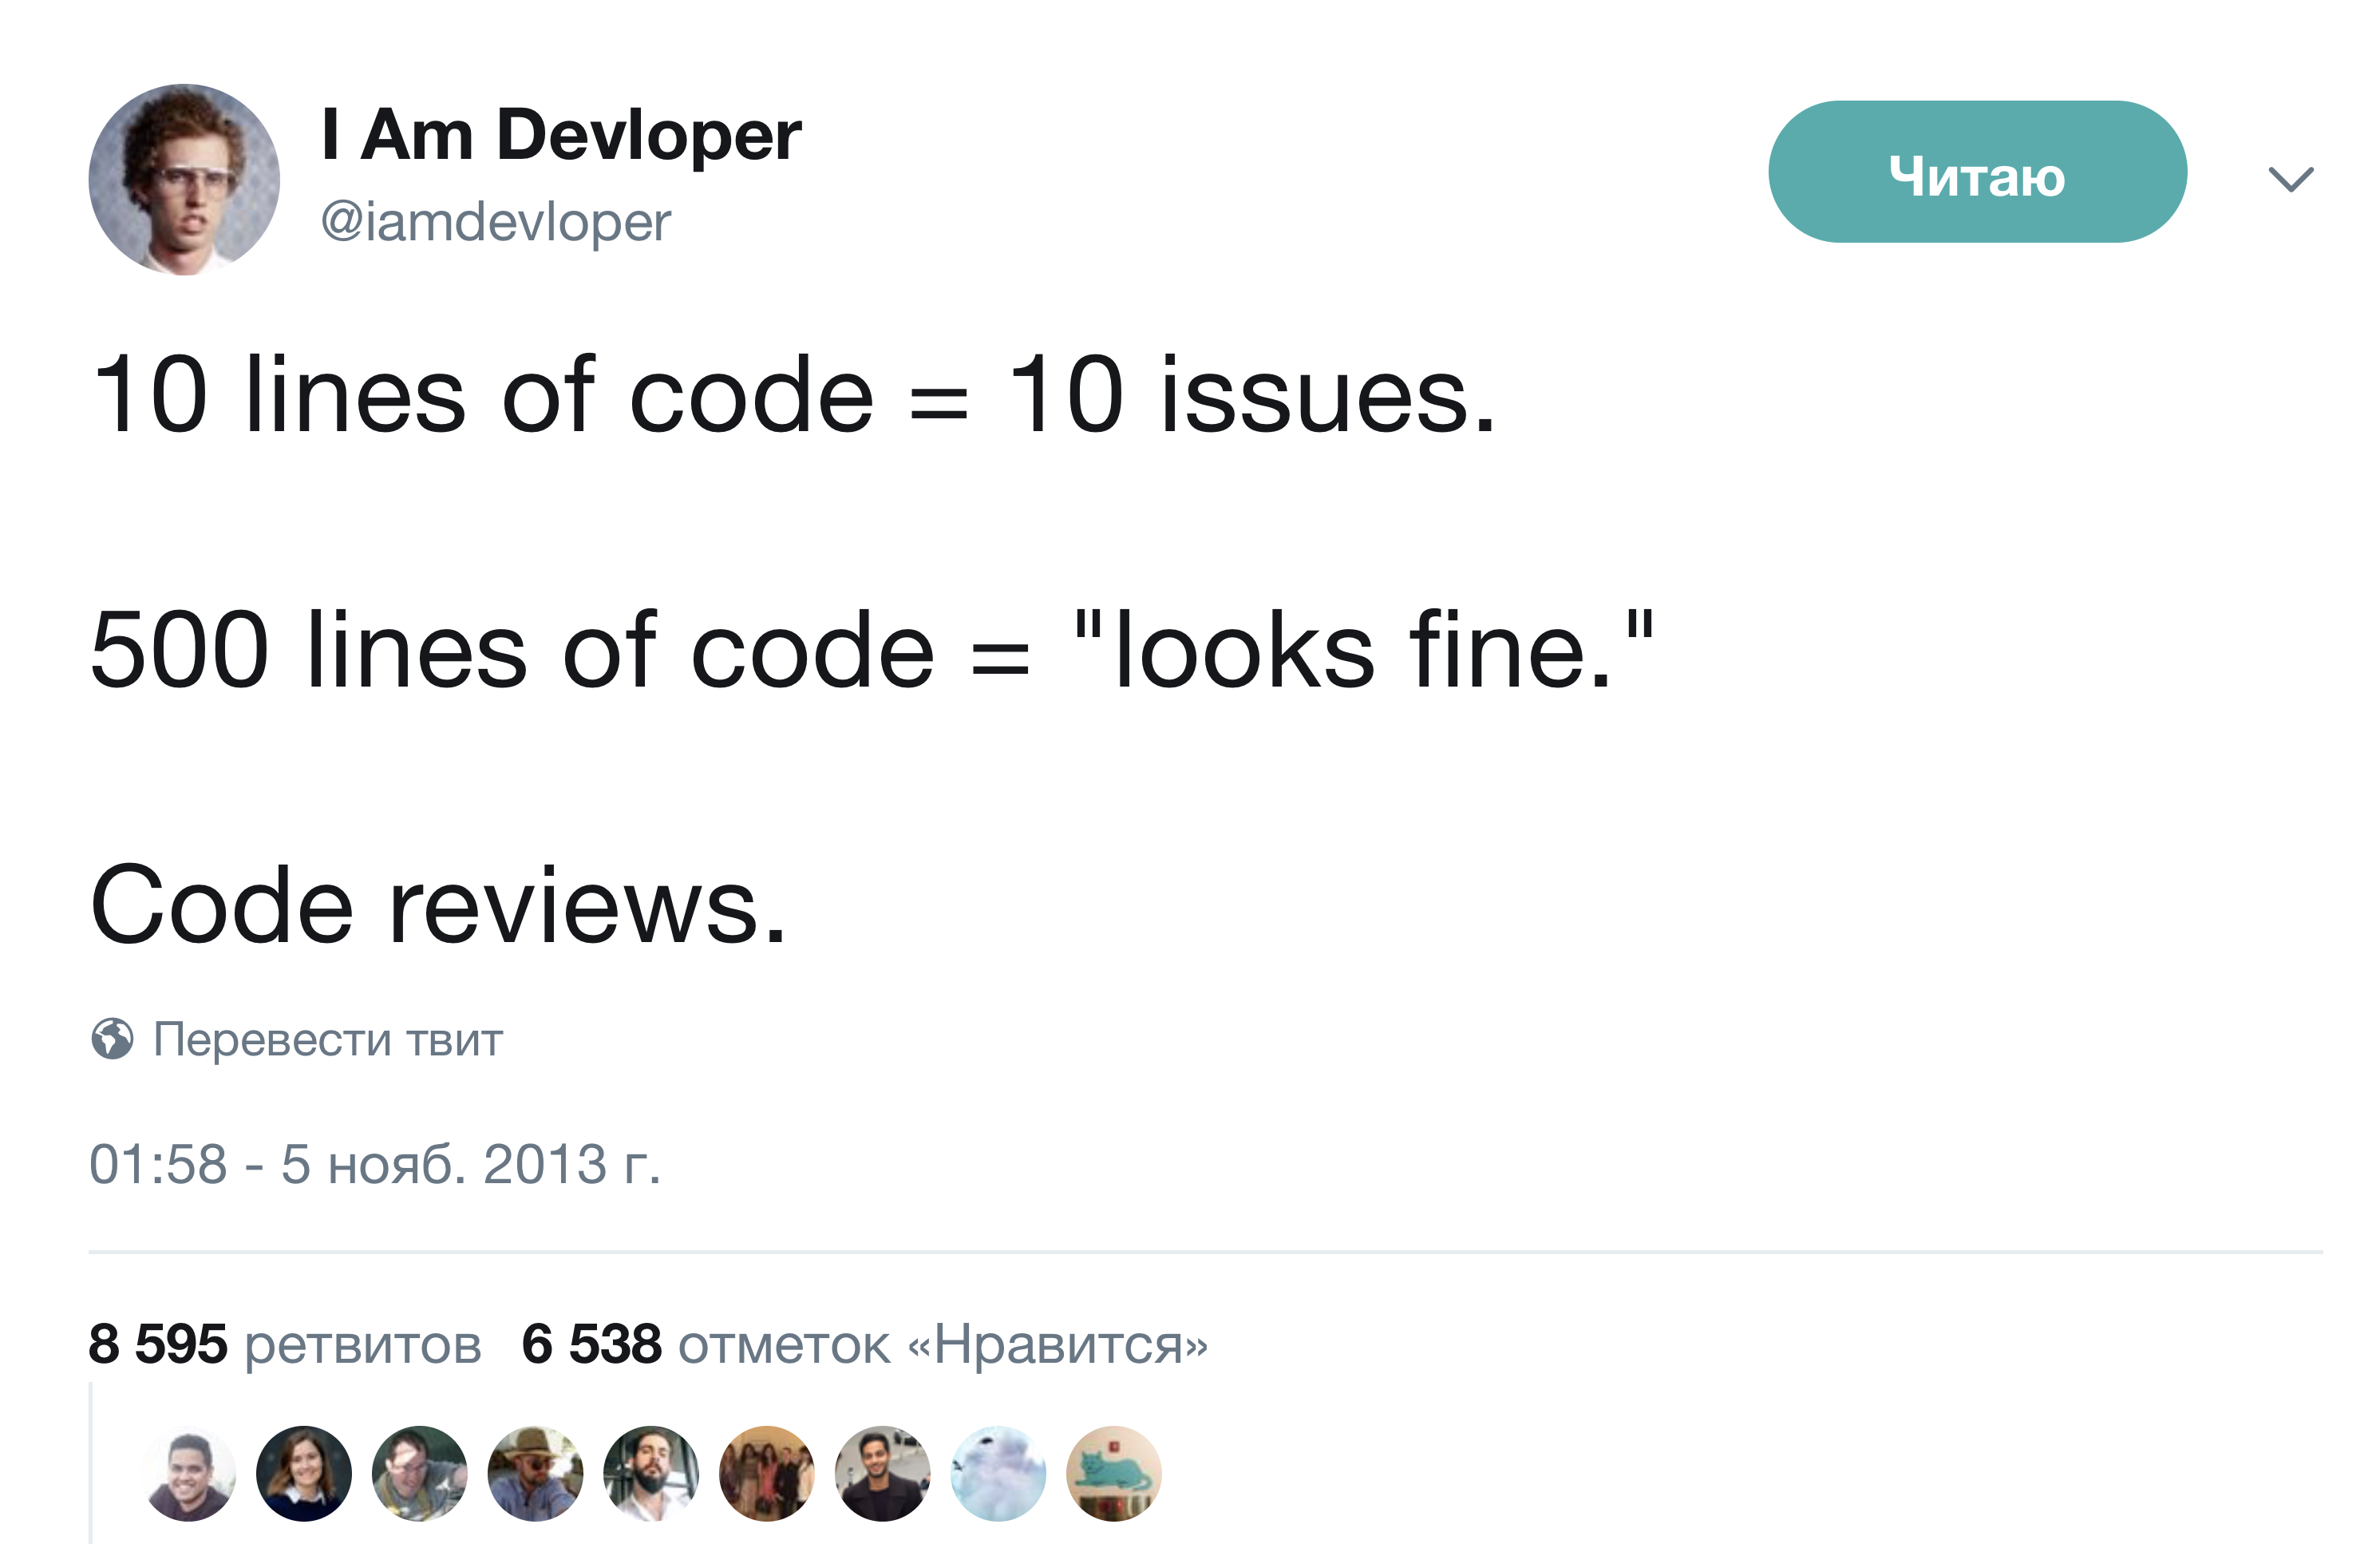 I Am Devloper
@iamdevloper
Читаю
10 lines of code = 10 issues.
500 lines of code = "looks fine."
Code reviews.
Перевести твит
01:58 - 5 нояб. 2013 г.
8 595 ретвитов 6 538 отметок «Нравится»